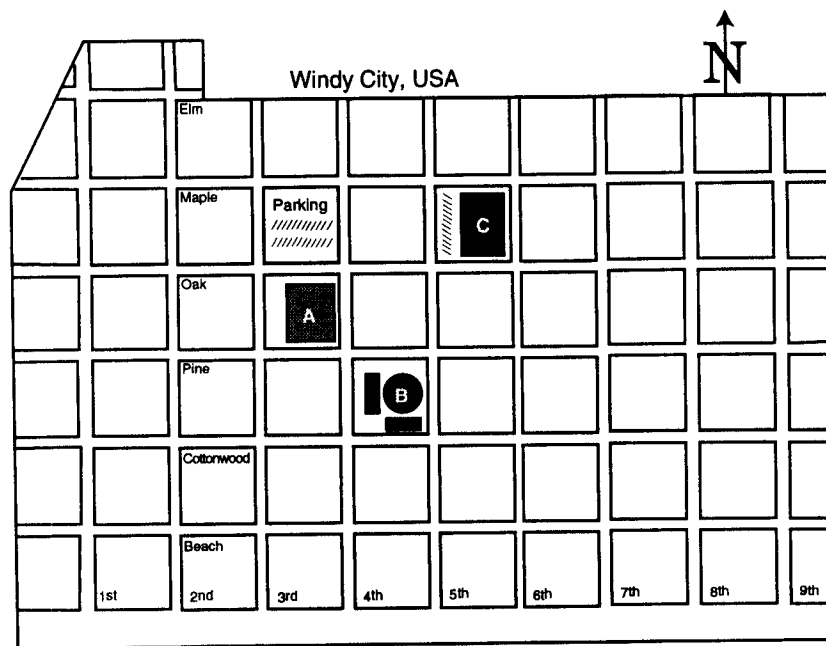 N
Windy City, USA
Elm
Maple
Parking
C
Oak
A
Pine
B
Cottonwood
Beach
1st
2nd
3rd
4th
5th
6th
7th
8th
9th